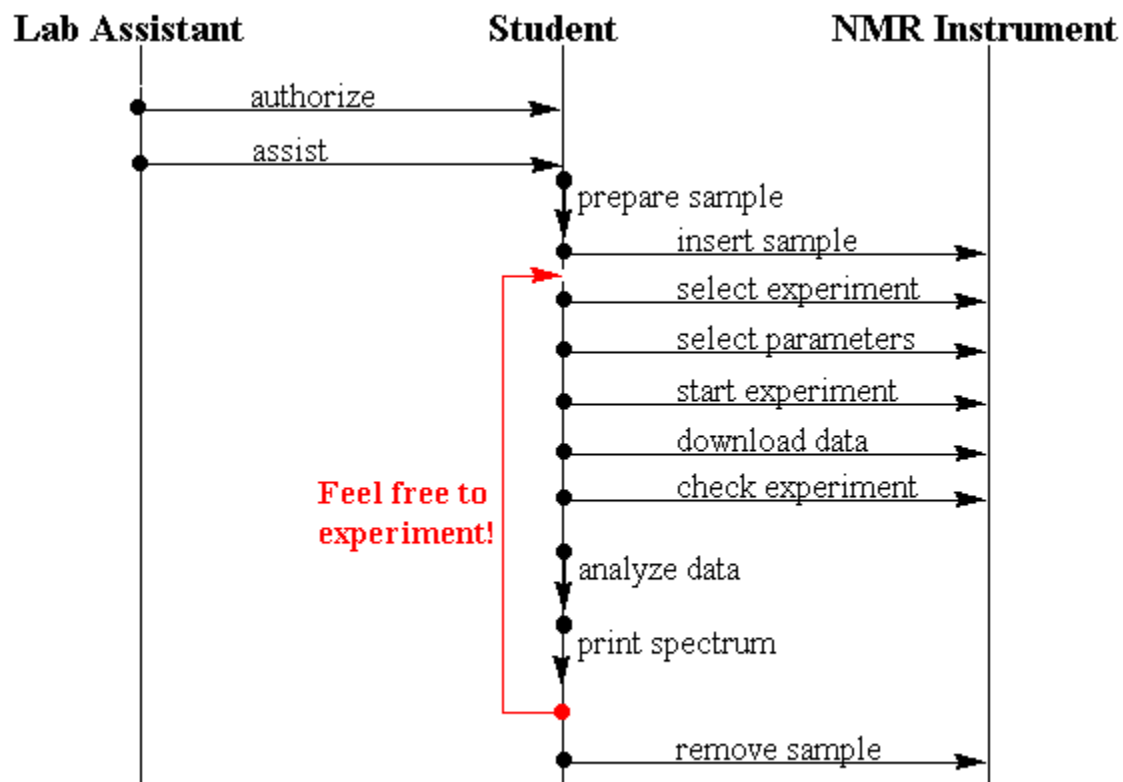 Lab Assistant Student NMR Instrument
authorize
assist
prepare sample
insert sample
select experiment
select parameters
start experiment
download data
check experiment
Feel free to
experiment!
analyze data
print spectrum
remove sample